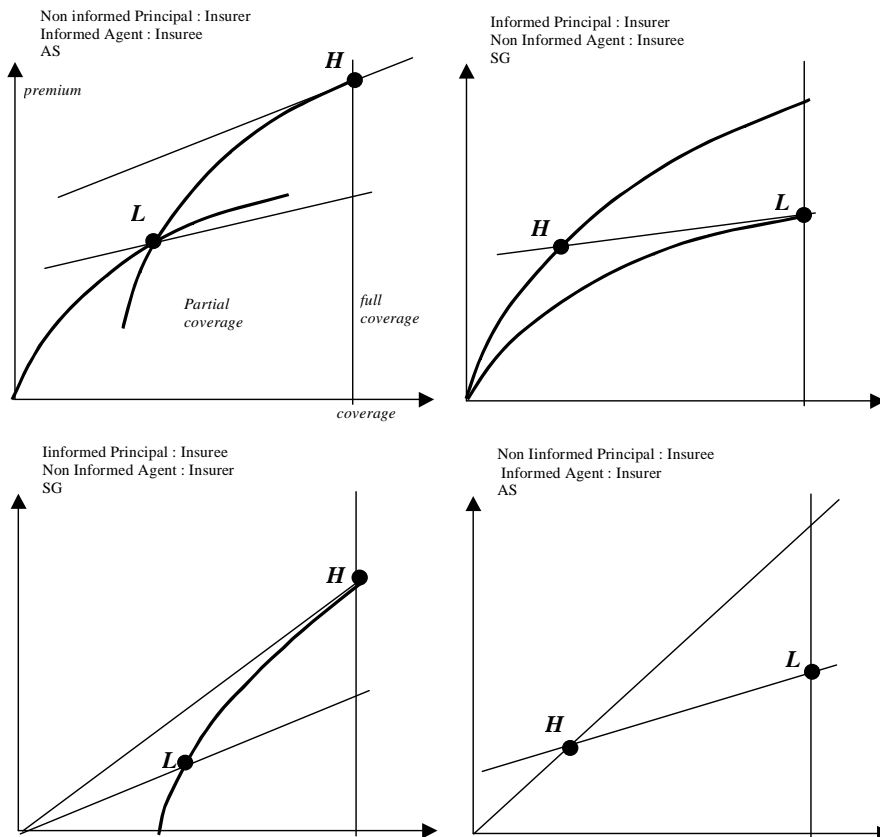 Non informed Principal : Insurer
Informed Agent : Insuree
AS
H
premium
L
Partial
coverage
full
coverage
coverage
Informed Principal : Insurer
Non Informed Agent : Insuree
SG
L
H
Iinformed Principal : Insuree
Non Informed Agent : Insurer
SG
H
L
Non Iinformed Principal : Insuree
Informed Agent : Insurer
AS
L
H